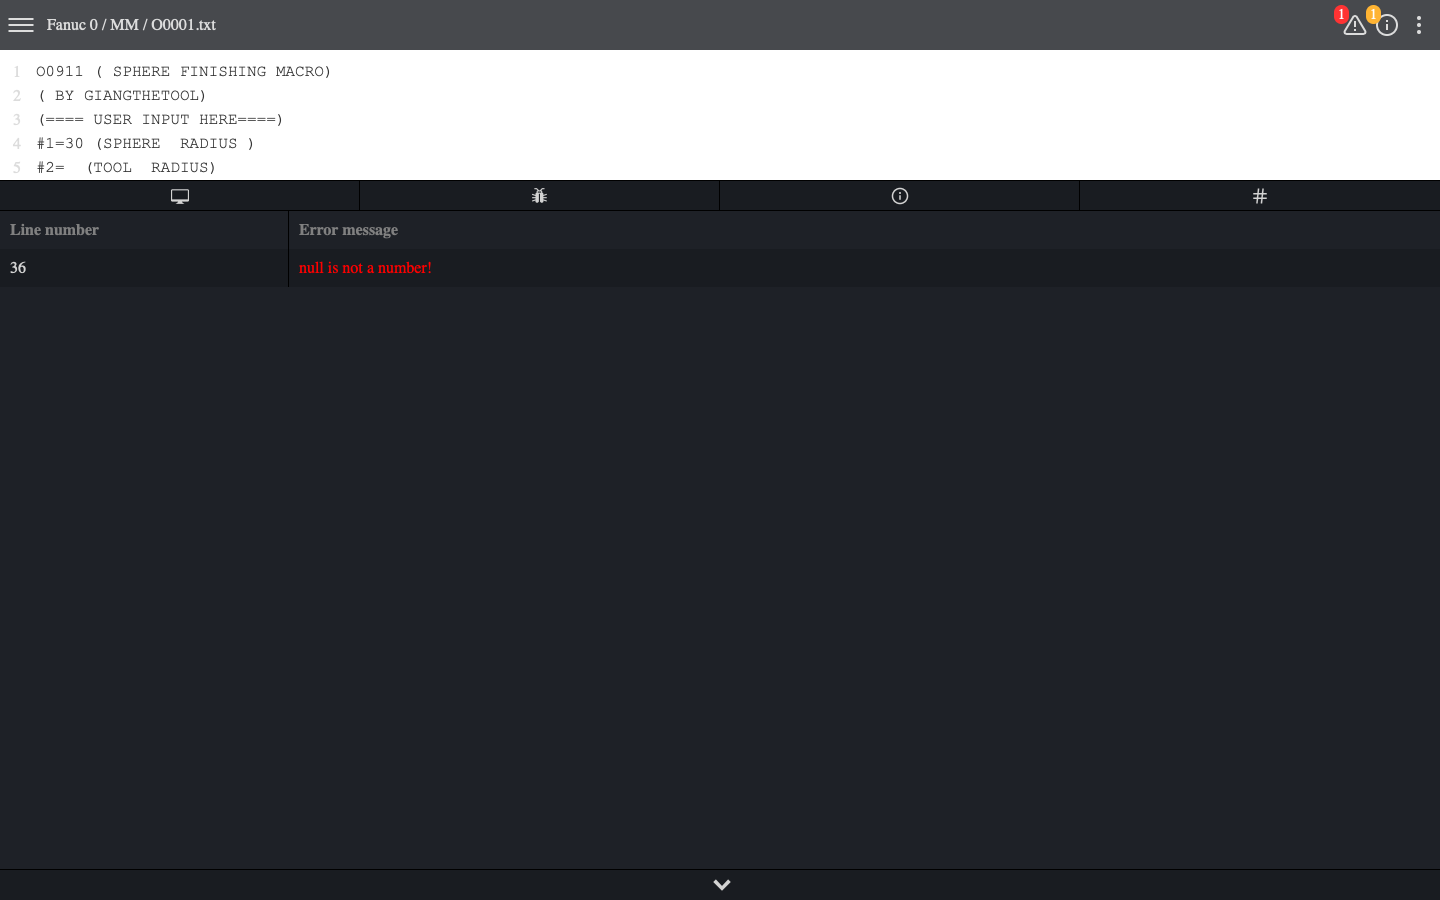 Fanuc 0 / MM / O0001.txt
1
1
1 O0911 ( SPHERE FINISHING MACRO)
2 ( BY GIANGTHETOOL)
3 (==== USER INPUT HERE====)
4 #1=30 (SPHERE  RADIUS )
5 #2=  (TOOL  RADIUS)
#
Line number Error message
36 null is not a number!